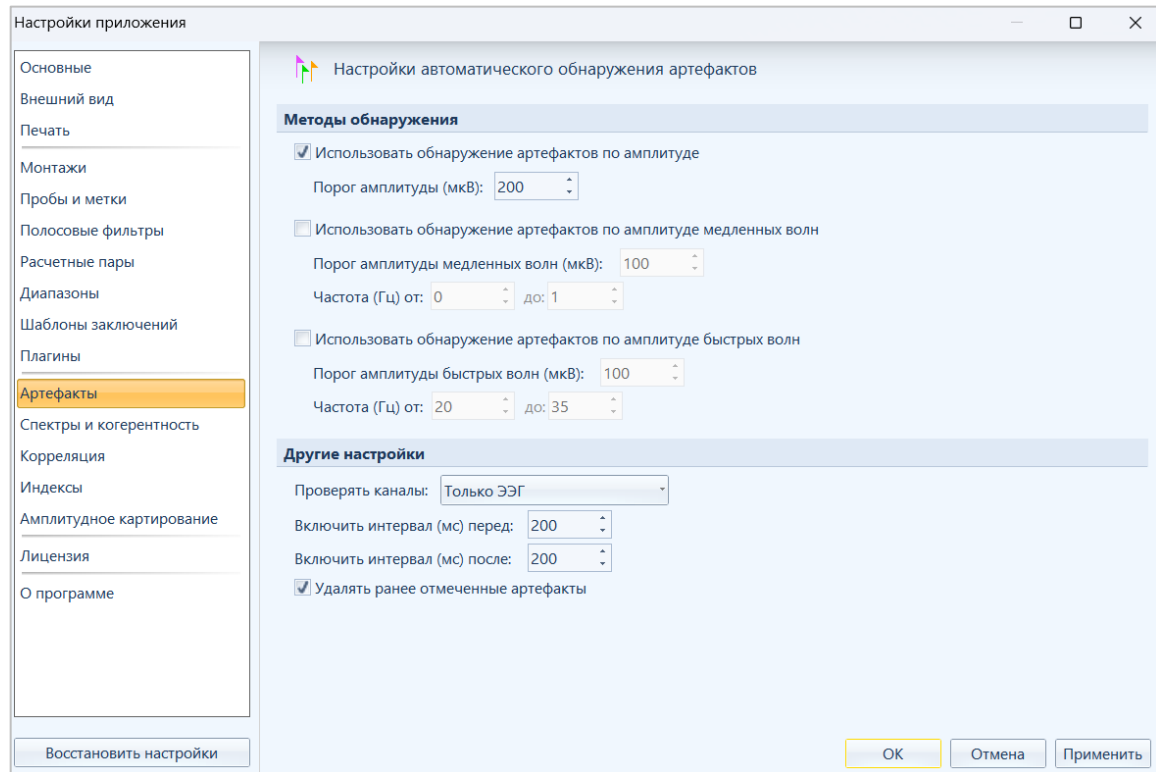 Настройки приложения
Основные
Внешний вид
Печать
Монтажи
Пробы и метки
Полосовые фильтры
Расчетные пары
Диапазоны
Шаблоны заключений
Плагины
Артефакты
Спектры и когерентность
Корреляция
Индексы
Амплитудное картирование
Лицензия
О программе
Восстановить настройки
Настройки автоматического обнаружения артефактов
Методы обнаружения
Использовать обнаружение артефактов по амплитуде
Порог амплитуды (мкВ): 200
Использовать обнаружение артефактов по амплитуде медленных волн
Порог амплитуды медленных волн (мкВ): 100
Частота (Гц) от: 0 до: 1
Использовать обнаружение артефактов по амплитуде быстрых волн
Порог амплитуды быстрых волн (мкВ): 100
Частота (Гц) от: 20 до: 35
Другие настройки
Проверять каналы: Только ЭЭГ
Включить интервал (мс) перед: 200
Включить интервал (мс) после: 200
Удалять ранее отмеченные артефакты
ОК Отмена Применить